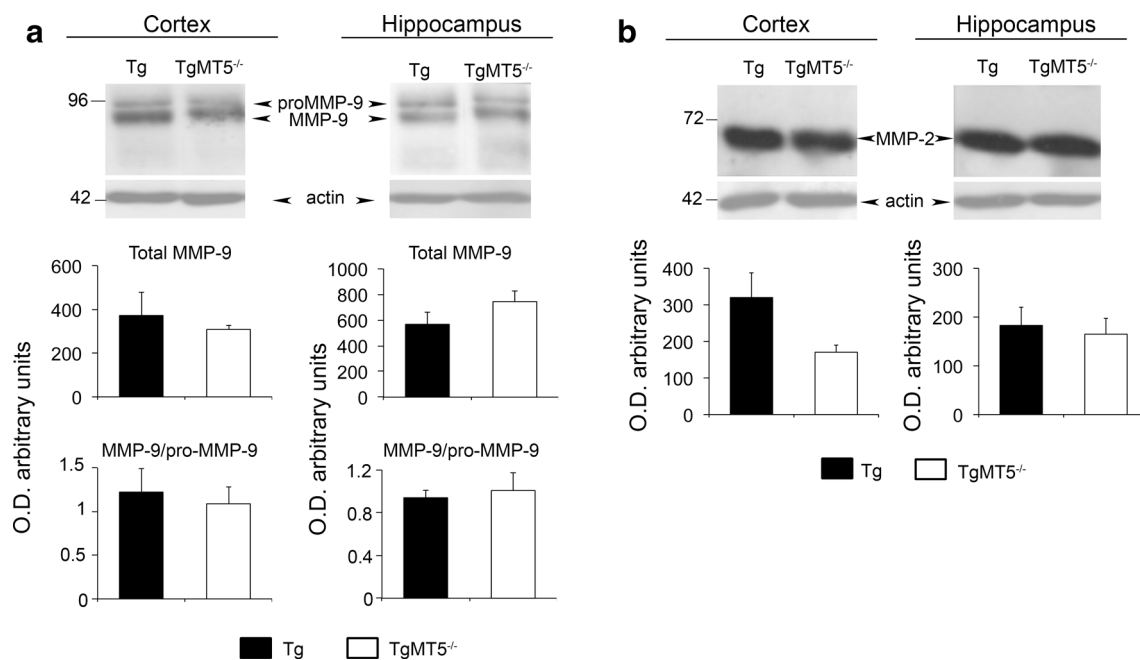 a
Cortex
Hippocampus
Tg TgMT5-/-
Tg TgMT5-/-
96
proMMP-9
MMP-9
42
actin
Total MMP-9
600
400
200
0
Total MMP-9
1000
800
600
400
200
0
O.D. arbitrary units
O.D. arbitrary units
MMP-9/pro-MMP-9
1.5
1
0.5
0
MMP-9/pro-MMP-9
1.2
0.8
0.4
0
Tg
TgMT5-/-
b
Cortex
Hippocampus
Tg TgMT5-/-
Tg TgMT5-/-
72
MMP-2
42
actin
O.D. arbitrary units
400
300
200
100
0
O.D. arbitrary units
300
200
100
0
Tg
TgMT5-/-